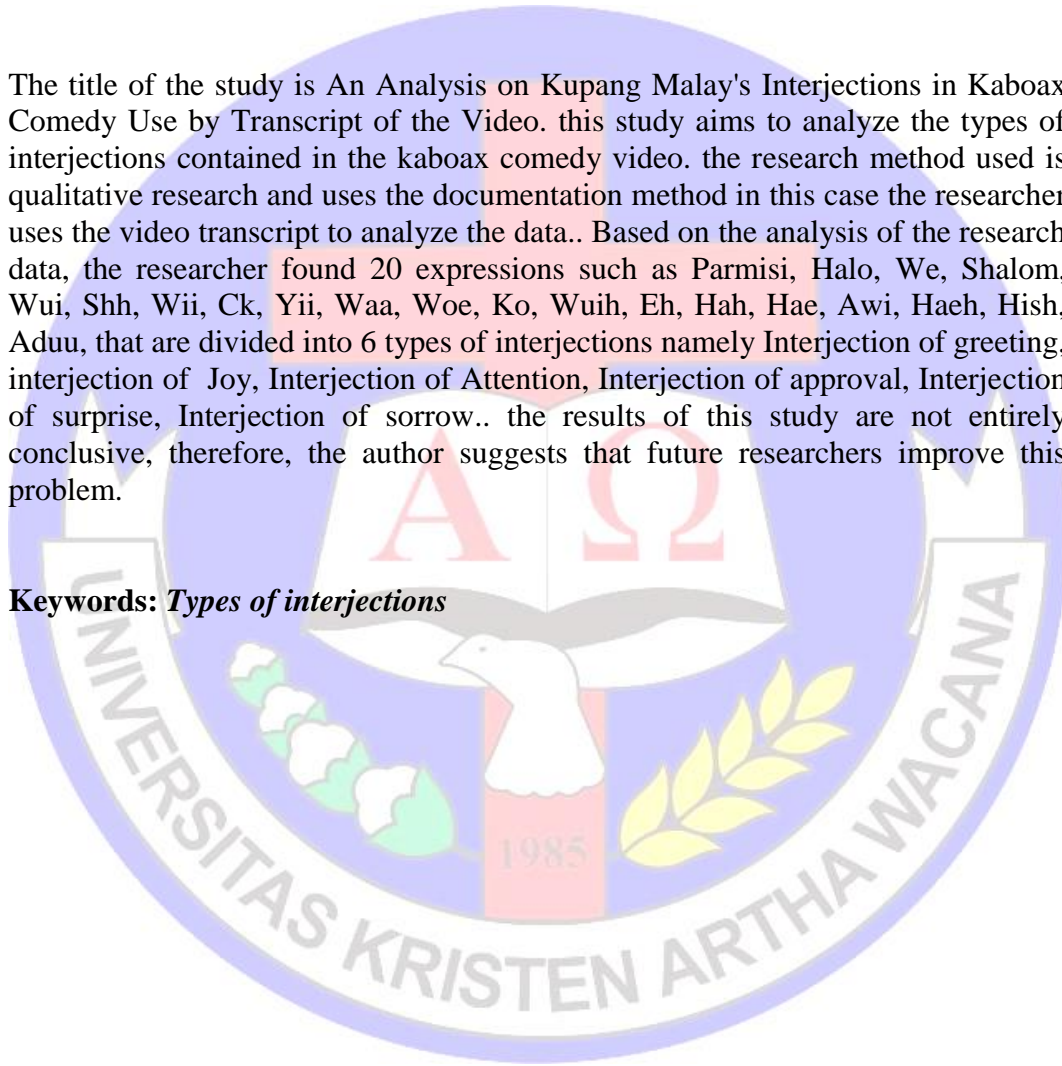 The title of the study is An Analysis on Kupang Malay's Interjections in Kaboax
Comedy Use by Transcript of the Video. this study aims to analyze the types of
interjections contained in the kaboax comedy video. the research method used is
qualitative research and uses the documentation method in this case the researcher
uses the video transcript to analyze the data.. Based on the analysis of the research
data, the researcher found 20 expressions such as Parmisi, Halo, We, Shalom,
Wui, Shh, Wii, Ck, Yii, Waa, Woe, Ko, Wuih, Eh, Hah, Hae, Awi, Haeh, Hish,
Aduu, that are divided into 6 types of interjections namely Interjection of greeting,
interjection of Joy, Interjection of Attention, Interjection of approval, Interjection
of surprise, Interjection of sorrow.. the results of this study are not entirely
conclusive, therefore, the author suggests that future researchers improve this
problem.
Α Ω
Keywords: Types of interjections
1985
UNIVERSITAS KRISTEN ARTHA WACANA